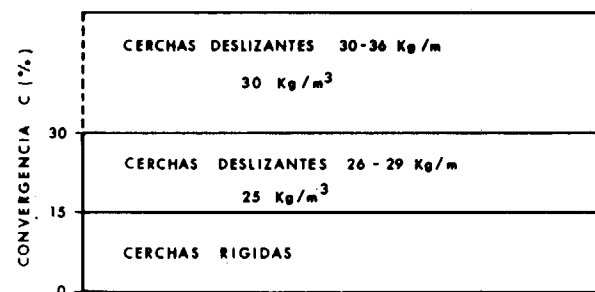 CERCHAS DESLIZANTES 30-36 Kg/m
30 Kg/m³
CONVERGENCIA C (%)
30
CERCHAS DESLIZANTES 26 - 29 Kg/m
25 Kg/m³
15
CERCHAS RIGIDAS
0